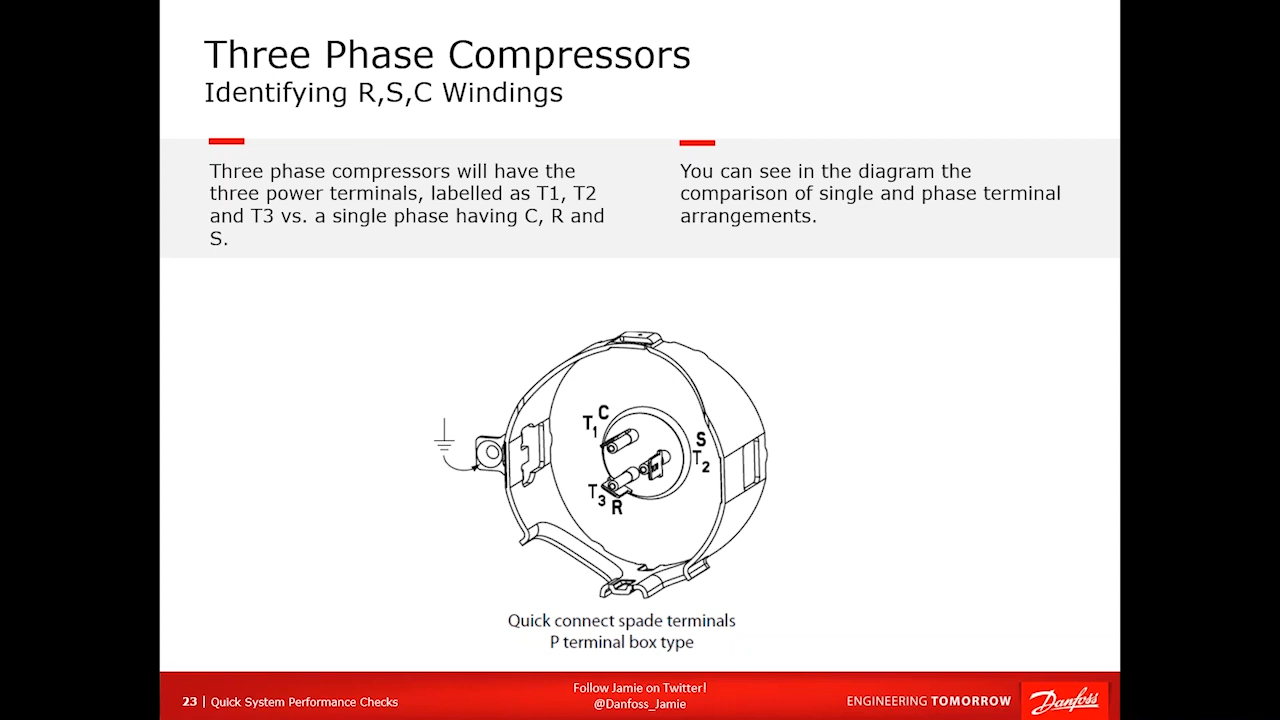 Three Phase Compressors
Identifying R,S,C Windings
Three phase compressors will have the
three power terminals, labelled as T1, T2
and T3 vs. a single phase having C, R and
S.
You can see in the diagram the
comparison of single and phase terminal
arrangements.
C
T1
S
T2
T3
R
Quick connect spade terminals
P terminal box type
23 | Quick System Performance Checks
Follow Jamie on Twitter!
@Danfoss_Jamie
ENGINEERING TOMORROW
Danfoss